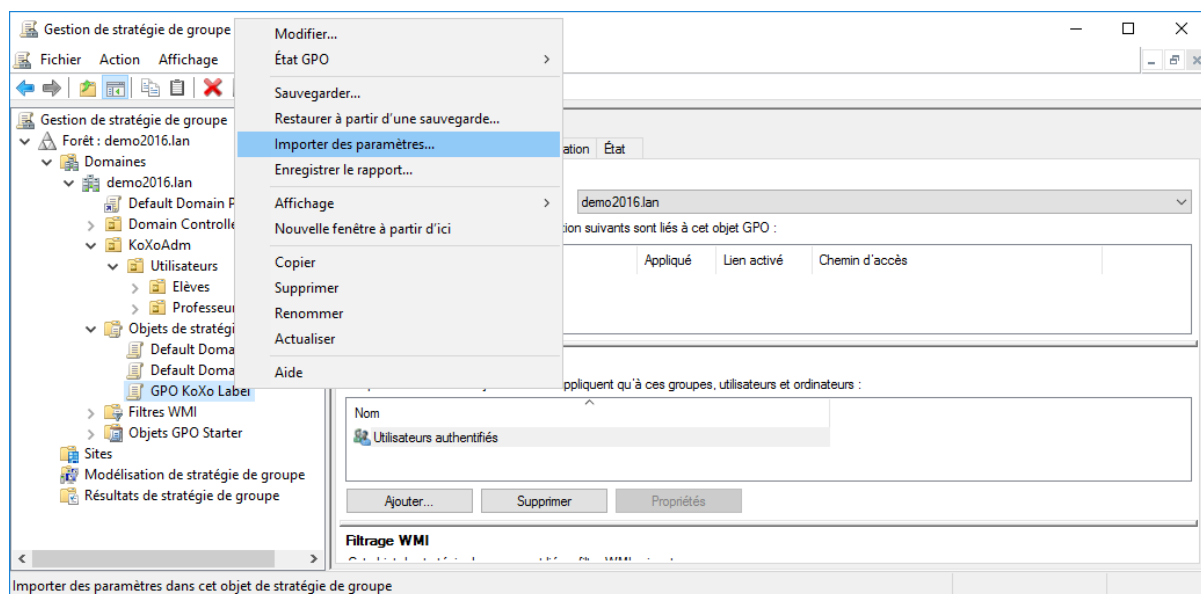 Gestion de stratégie de groupe
Fichier Action Affichage
Gestion de stratégie de groupe
Forêt : demo2016.lan
Domaines
demo2016.lan
Default Domain P
Domain Controlle
KoXoAdm
Utilisateurs
Elèves
Professeu
Objets de stratégi
Default Doma
Default Doma
GPO KoXo Label
Filtres WMI
Objets GPO Starter
Sites
Modélisation de stratégie de groupe
Résultats de stratégie de groupe
Modifier...
État GPO
Sauvegarder...
Restaurer à partir d'une sauvegarde...
Importer des paramètres...
Enregistrer le rapport...
Affichage
Nouvelle fenêtre à partir d'ici
Copier
Supprimer
Renommer
Actualiser
Aide
ation État
demo2016.lan
tion suivants sont liés à cet objet GPO :
Appliqué Lien activé Chemin d'accès
ppliquent qu'à ces groupes, utilisateurs et ordinateurs :
Nom
Utilisateurs authentifiés
Ajouter... Supprimer Propriétés
Filtrage WMI
Importer des paramètres dans cet objet de stratégie de groupe